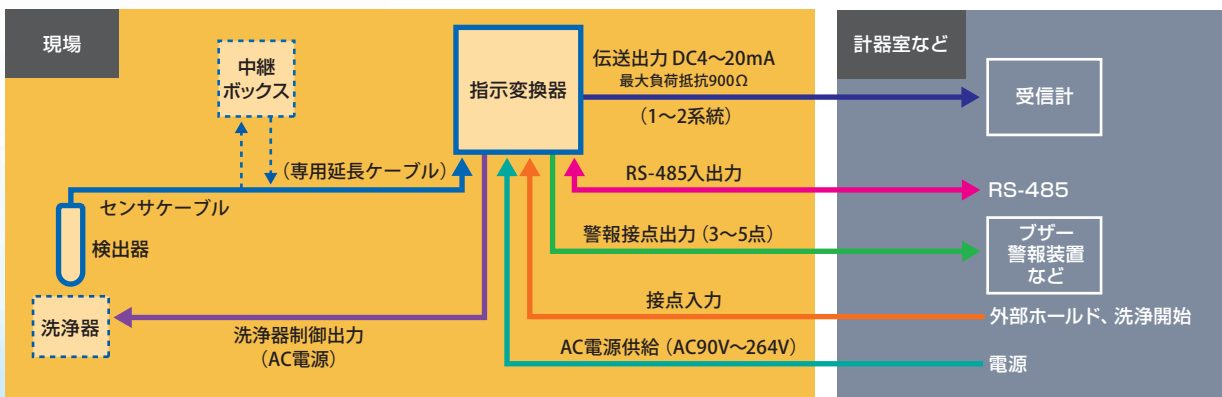 現場
中継
ボックス
指示変換器
伝送出力 DC4〜20mA
最大負荷抵抗900Ω
(1〜2系統)
計器室など
受信計
(専用延長ケーブル)
センサケーブル
RS-485入出力
RS-485
検出器
警報接点出力(3〜5点)
ブザー
警報装置
など
洗浄器
洗浄器制御出力
(AC電源)
接点入力
外部ホールド、洗浄開始
AC電源供給(AC90V〜264V)
電源